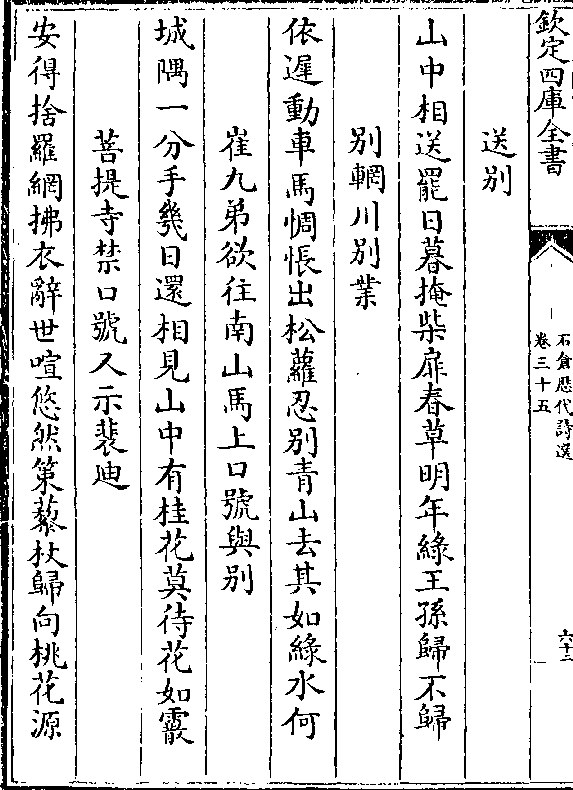 欽定四庫全書
石倉歷代詩選
卷三十五
六十二
送别
山中相送罷日暮掩柴扉春草明年綠王孫歸不歸
别輞川别業
依遲動車馬惆悵出松蘿忍别青山去其如綠水何
崔九弟欲往南山馬上口號與别
城隅一分手幾日還相見山中有桂花莫待花如霰
菩提寺禁口號又示裴迪
安得捨羅網拂衣辭世喧悠然策藜杖歸向桃花源